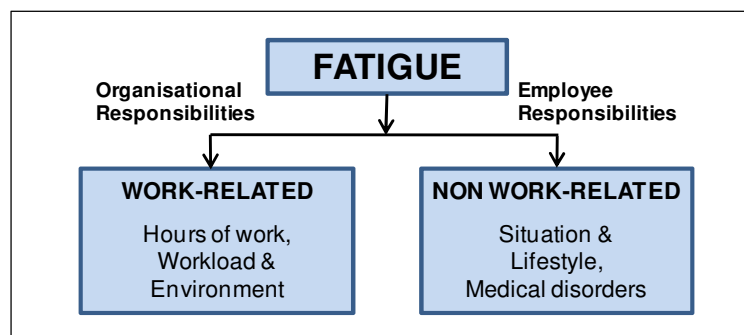 FATIGUE
Organisational
Responsibilities
Employee
Responsibilities
WORK-RELATED
Hours of work,
Workload &
Environment
NON WORK-RELATED
Situation &
Lifestyle,
Medical disorders